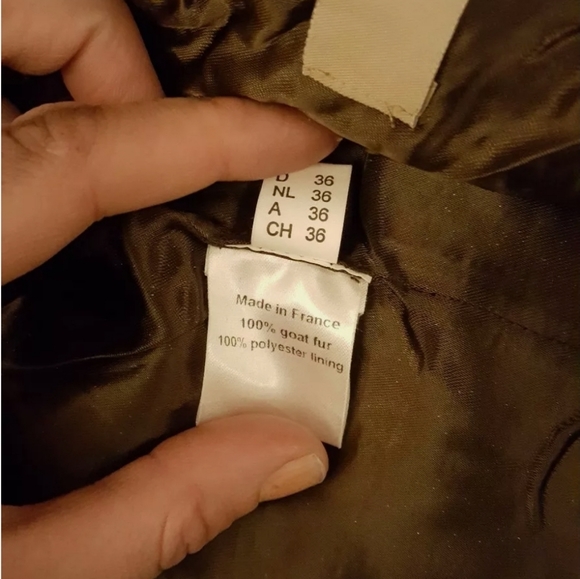 D 36
NL 36
A 36
CH 36
Made in France
100% goat fur
100% polyester lining